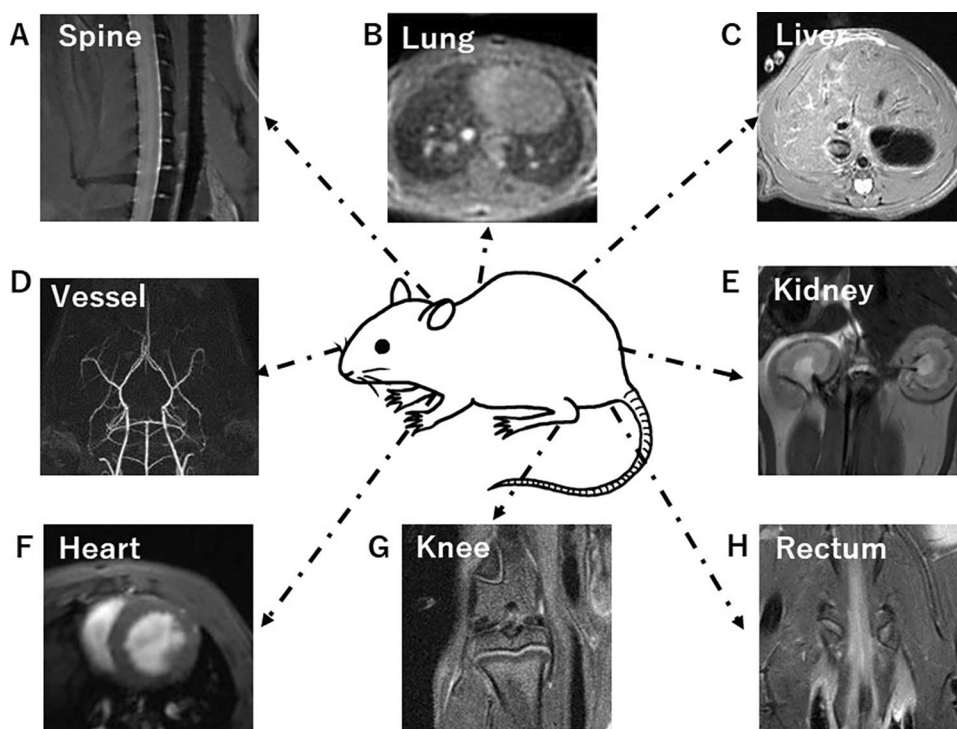 A Spine
B Lung
C Liver
D Vessel
E Kidney
F Heart
G Knee
H Rectum